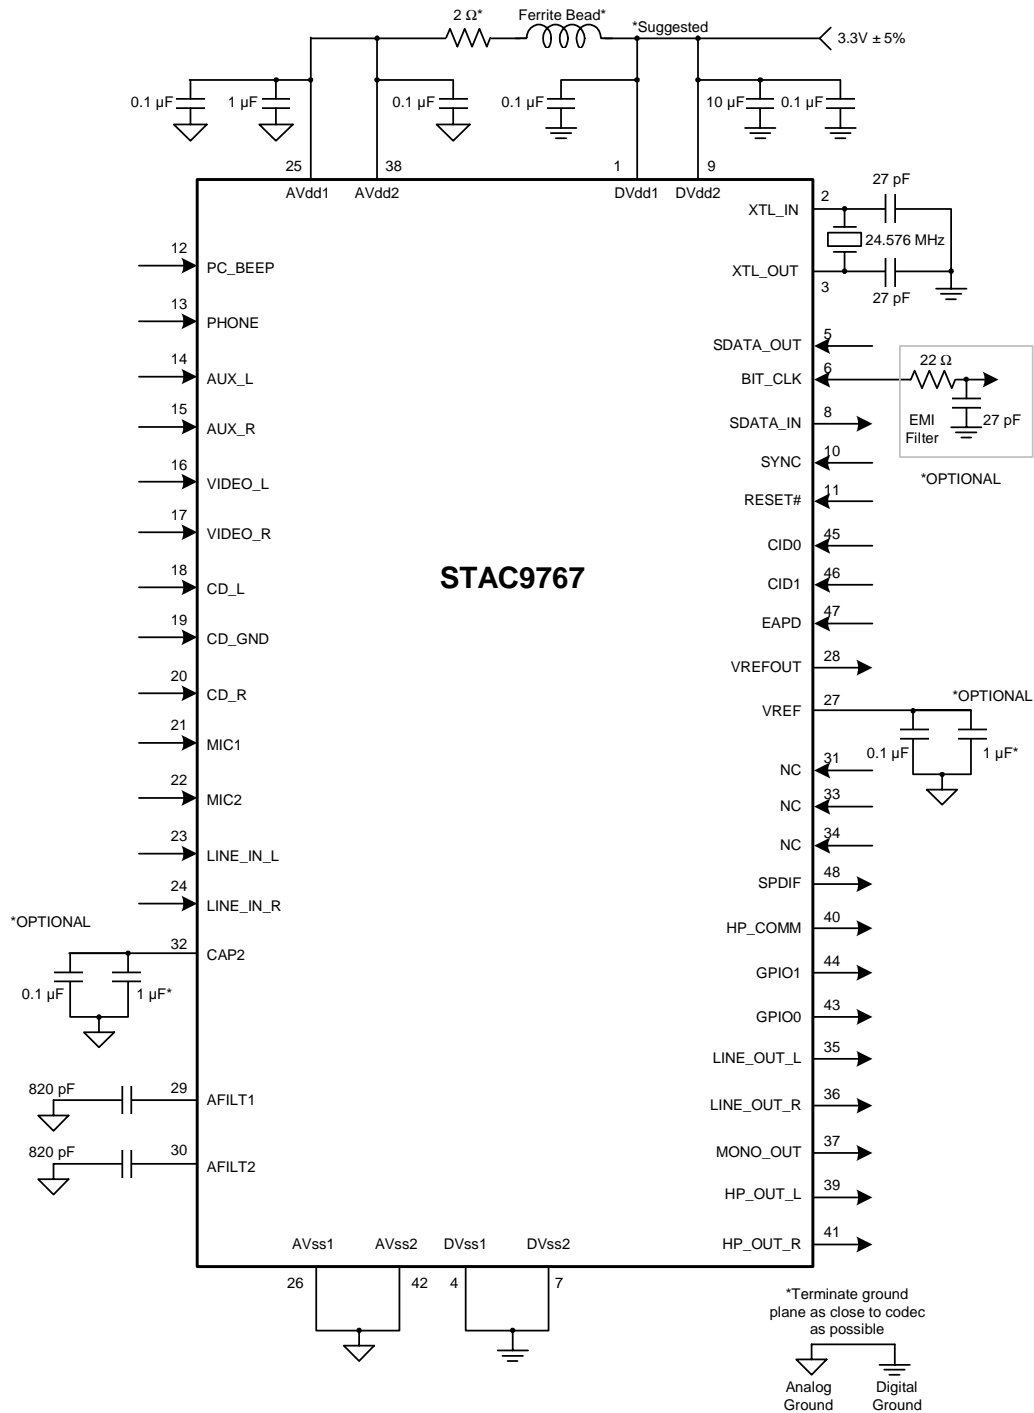 2 Ω*
Ferrite Bead*
*Suggested
3.3V ± 5%
0.1 µF
1 µF
0.1 µF
0.1 µF
10 µF
0.1 µF
25
38
1
9
AVdd1
AVdd2
DVdd1
DVdd2
27 pF
2
XTL_IN
24.576 MHz
XTL_OUT
3
27 pF
12
PC_BEEP
13
PHONE
14
AUX_L
15
AUX_R
16
VIDEO_L
17
VIDEO_R
18
CD_L
19
CD_GND
20
CD_R
21
MIC1
22
MIC2
23
LINE_IN_L
24
LINE_IN_R
*OPTIONAL
32
CAP2
0.1 µF
1 µF*
820 pF
29
AFILT1
820 pF
30
AFILT2
STAC9767
5
SDATA_OUT
6
BIT_CLK
22 Ω
EMI
Filter
27 pF
*OPTIONAL
8
SDATA_IN
10
SYNC
11
RESET#
45
CID0
46
CID1
47
EAPD
28
VREFOUT
27
VREF
*OPTIONAL
0.1 µF
1 µF*
31
NC
33
NC
34
NC
48
SPDIF
40
HP_COMM
44
GPIO1
43
GPIO0
35
LINE_OUT_L
36
LINE_OUT_R
37
MONO_OUT
39
HP_OUT_L
41
HP_OUT_R
AVss1
AVss2
DVss1
DVss2
26
42
4
7
*Terminate ground
plane as close to codec
as possible
Analog
Ground
Digital
Ground